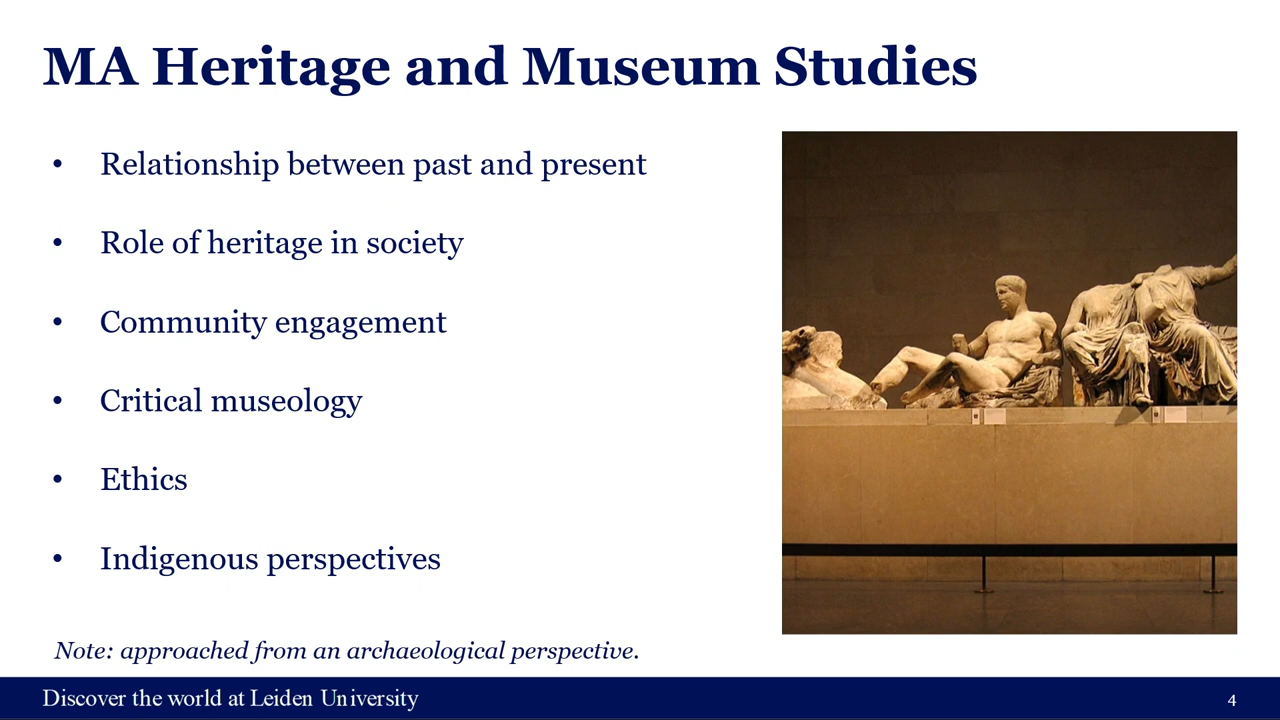 MA Heritage and Museum Studies
• Relationship between past and present
• Role of heritage in society
• Community engagement
• Critical museology
• Ethics
• Indigenous perspectives
Note: approached from an archaeological perspective.
Discover the world at Leiden University
4